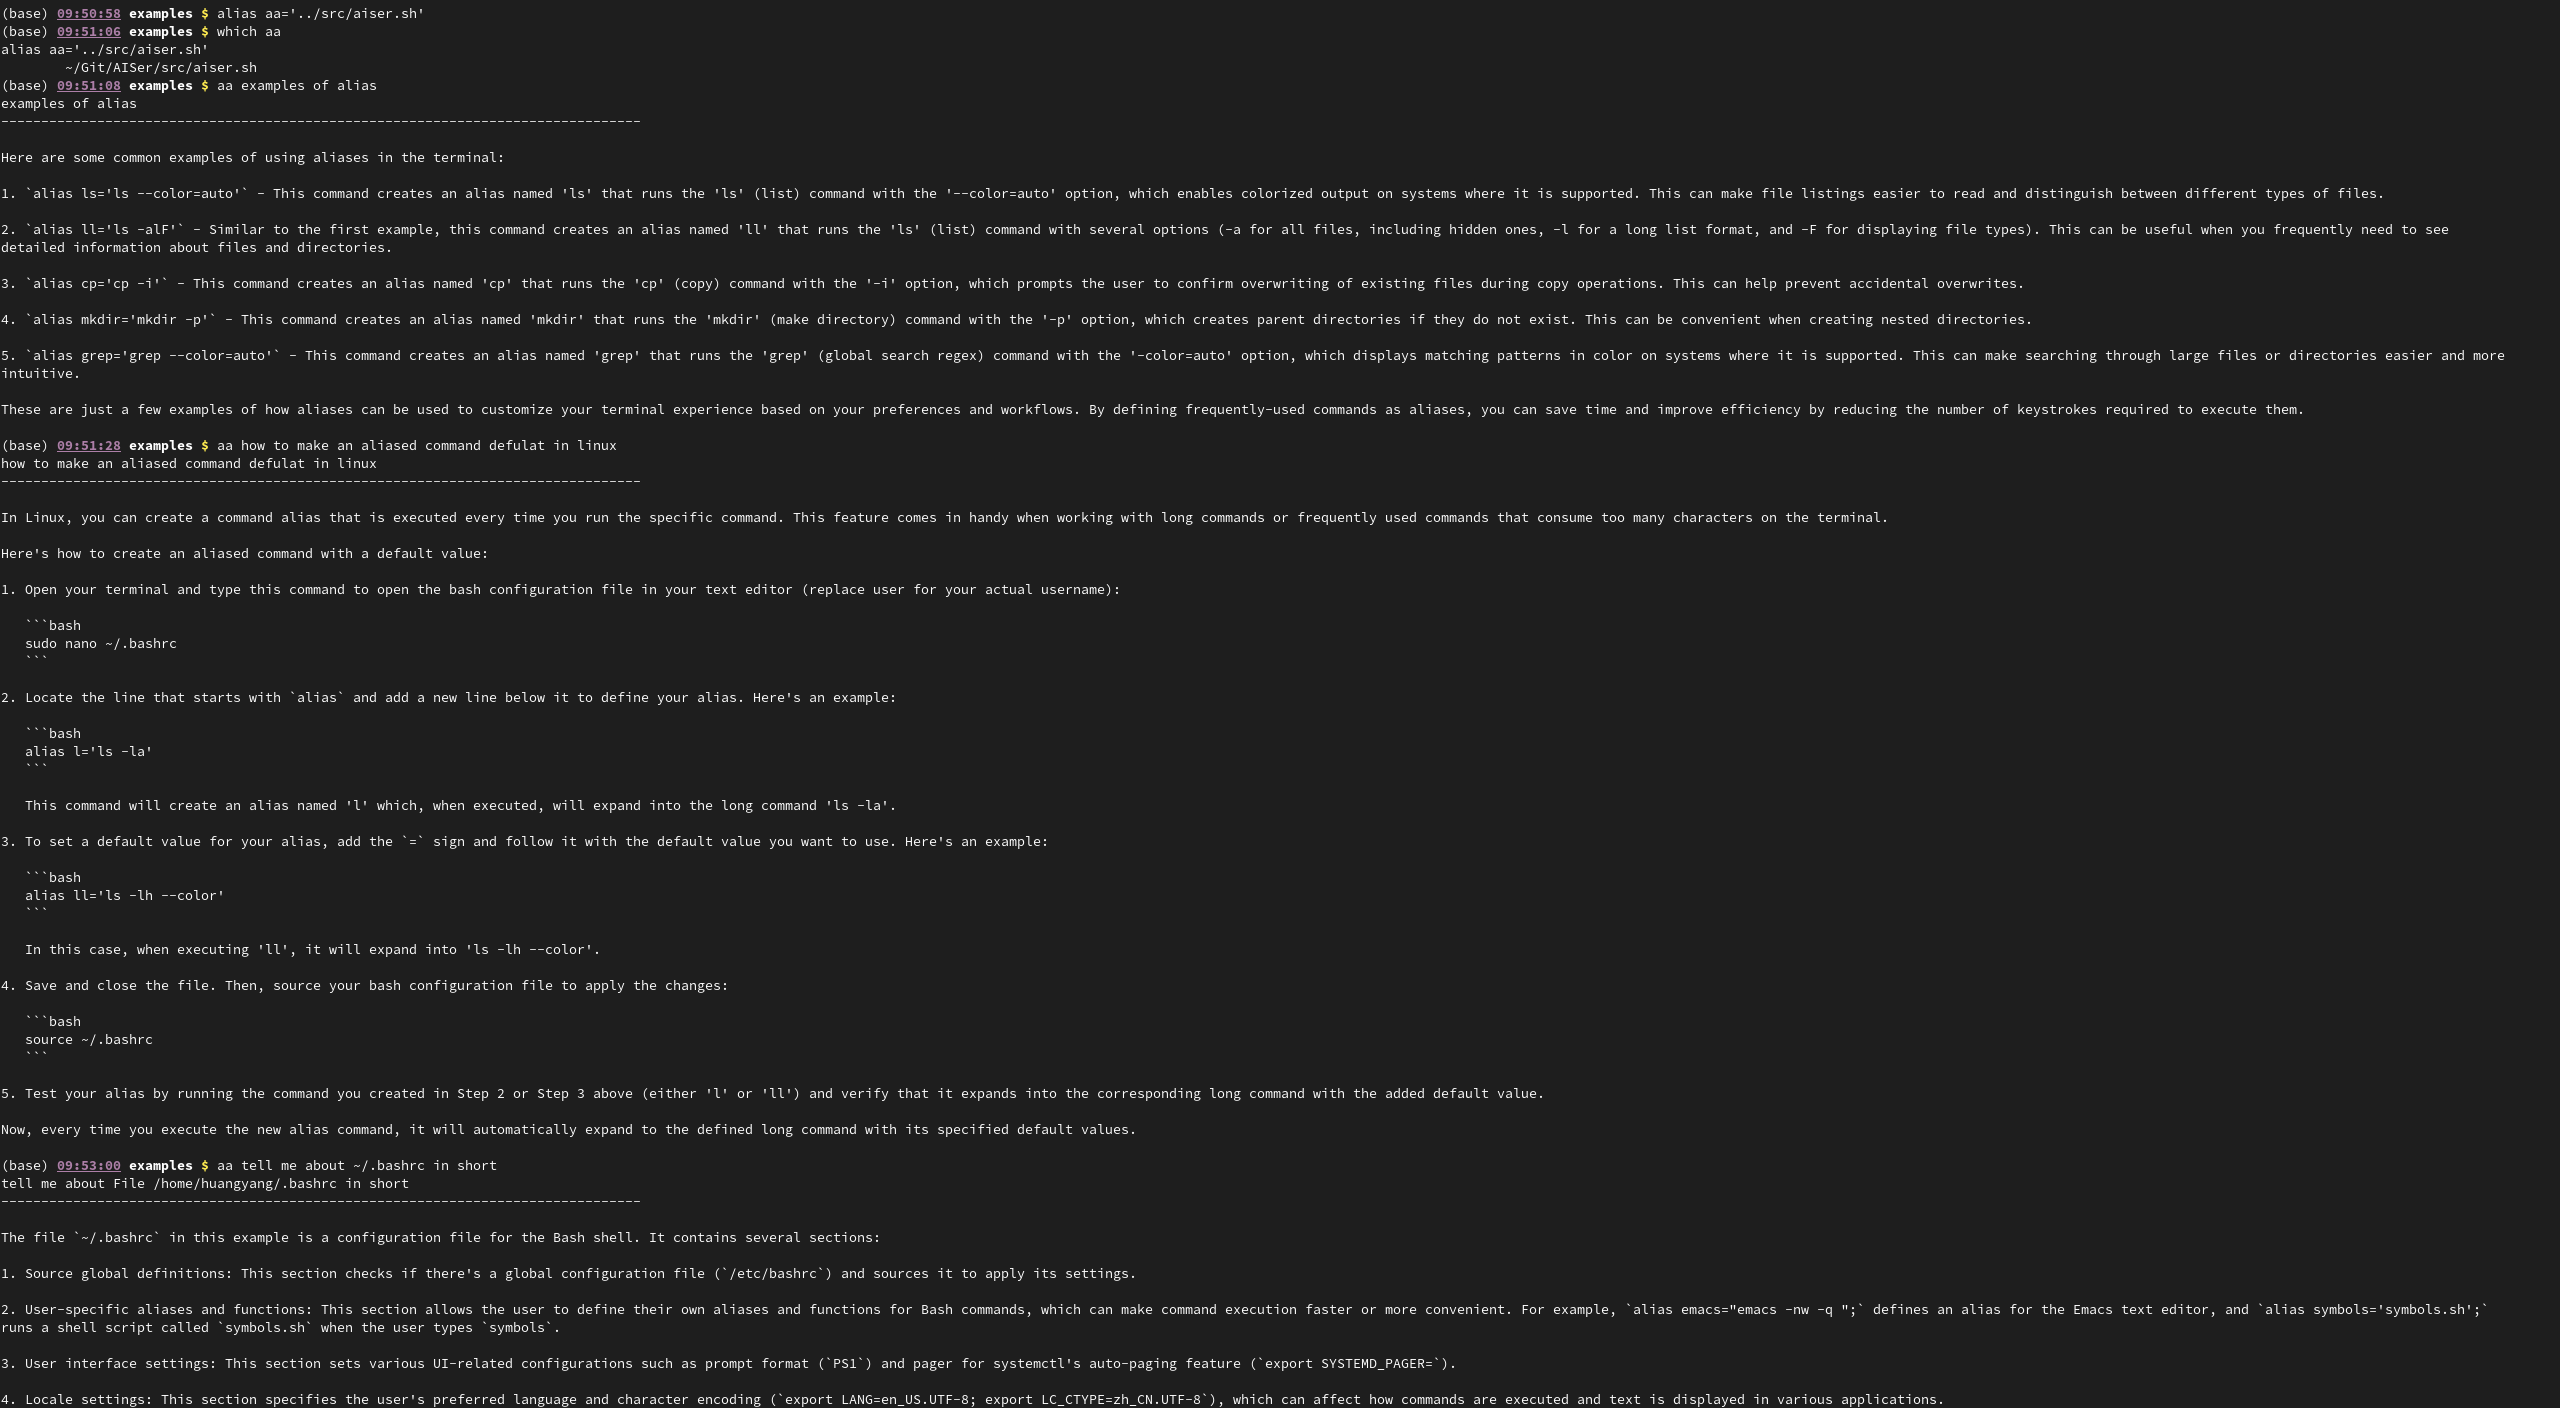 (base) 09:50:58 examples $ alias aa='../src/aiser.sh'
(base) 09:51:06 examples $ which aa
alias aa='../src/aiser.sh'
        ~/Git/AISer/src/aiser.sh
(base) 09:51:08 examples $ aa examples of alias
examples of alias
--------------------------------------------------------------------------------

Here are some common examples of using aliases in the terminal:

1. `alias ls='ls --color=auto'` - This command creates an alias named 'ls' that runs the 'ls' (list) command with the '--color=auto' option, which enables colorized output on systems where it is supported. This can make file listings easier to read and distinguish between different types of files.

2. `alias ll='ls -alF'` - Similar to the first example, this command creates an alias named 'll' that runs the 'ls' (list) command with several options (-a for all files, including hidden ones, -l for a long list format, and -F for displaying file types). This can be useful when you frequently need to see
detailed information about files and directories.

3. `alias cp='cp -i'` - This command creates an alias named 'cp' that runs the 'cp' (copy) command with the '-i' option, which prompts the user to confirm overwriting of existing files during copy operations. This can help prevent accidental overwrites.

4. `alias mkdir='mkdir -p'` - This command creates an alias named 'mkdir' that runs the 'mkdir' (make directory) command with the '-p' option, which creates parent directories if they do not exist. This can be convenient when creating nested directories.

5. `alias grep='grep --color=auto'` - This command creates an alias named 'grep' that runs the 'grep' (global search regex) command with the '-color=auto' option, which displays matching patterns in color on systems where it is supported. This can make searching through large files or directories easier and more
intuitive.

These are just a few examples of how aliases can be used to customize your terminal experience based on your preferences and workflows. By defining frequently-used commands as aliases, you can save time and improve efficiency by reducing the number of keystrokes required to execute them.

(base) 09:51:28 examples $ aa how to make an aliased command defulat in linux
how to make an aliased command defulat in linux
--------------------------------------------------------------------------------

In Linux, you can create a command alias that is executed every time you run the specific command. This feature comes in handy when working with long commands or frequently used commands that consume too many characters on the terminal.

Here's how to create an aliased command with a default value:

1. Open your terminal and type this command to open the bash configuration file in your text editor (replace user for your actual username):

   ```bash
   sudo nano ~/.bashrc
   ```

2. Locate the line that starts with `alias` and add a new line below it to define your alias. Here's an example:

   ```bash
   alias l='ls -la'
   ```

   This command will create an alias named 'l' which, when executed, will expand into the long command 'ls -la'.

3. To set a default value for your alias, add the `=` sign and follow it with the default value you want to use. Here's an example:

   ```bash
   alias ll='ls -lh --color'
   ```

   In this case, when executing 'll', it will expand into 'ls -lh --color'.

4. Save and close the file. Then, source your bash configuration file to apply the changes:

   ```bash
   source ~/.bashrc
   ```

5. Test your alias by running the command you created in Step 2 or Step 3 above (either 'l' or 'll') and verify that it expands into the corresponding long command with the added default value.

Now, every time you execute the new alias command, it will automatically expand to the defined long command with its specified default values.

(base) 09:53:00 examples $ aa tell me about ~/.bashrc in short
tell me about File /home/huangyang/.bashrc in short
--------------------------------------------------------------------------------

The file `~/.bashrc` in this example is a configuration file for the Bash shell. It contains several sections:

1. Source global definitions: This section checks if there's a global configuration file (`/etc/bashrc`) and sources it to apply its settings.

2. User-specific aliases and functions: This section allows the user to define their own aliases and functions for Bash commands, which can make command execution faster or more convenient. For example, `alias emacs="emacs -nw -q ";` defines an alias for the Emacs text editor, and `alias symbols='symbols.sh';`
runs a shell script called `symbols.sh` when the user types `symbols`.

3. User interface settings: This section sets various UI-related configurations such as prompt format (`PS1`) and pager for systemctl's auto-paging feature (`export SYSTEMD_PAGER=`).

4. Locale settings: This section specifies the user's preferred language and character encoding (`export LANG=en_US.UTF-8; export LC_CTYPE=zh_CN.UTF-8`), which can affect how commands are executed and text is displayed in various applications.